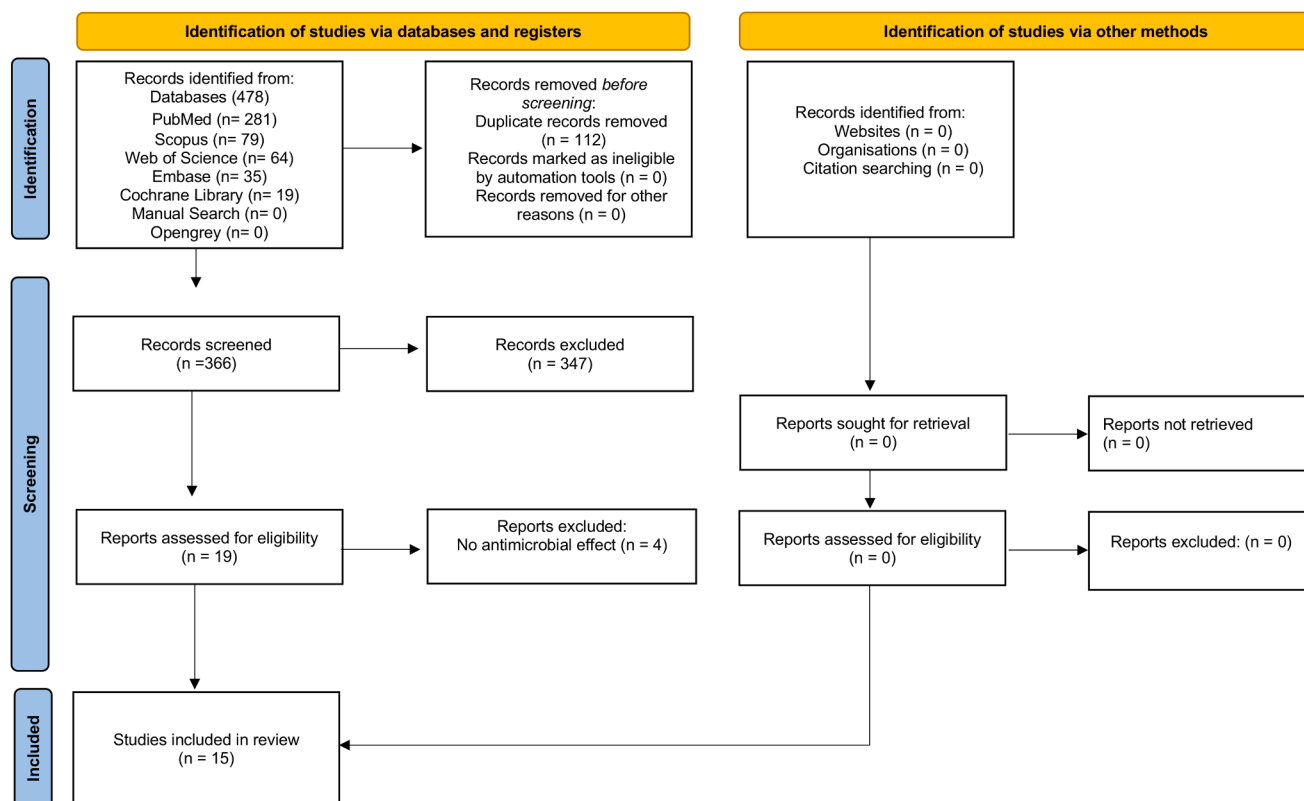 Identification of studies via databases and registers
Identification of studies via other methods
Identification
Records identified from:
Databases (478)
PubMed (n= 281)
Scopus (n= 79)
Web of Science (n= 64)
Embase (n= 35)
Cochrane Library (n= 19)
Manual Search (n= 0)
Opengrey (n= 0)
Records removed before
screening:
Duplicate records removed
(n = 112)
Records marked as ineligible
by automation tools (n = 0)
Records removed for other
reasons (n = 0)
Records identified from:
Websites (n = 0)
Organisations (n = 0)
Citation searching (n = 0)
Screening
Records screened
(n =366)
Records excluded
(n = 347)
Reports sought for retrieval
(n = 0)
Reports not retrieved
(n = 0)
Reports assessed for eligibility
(n = 19)
Reports excluded:
No antimicrobial effect (n = 4)
Reports assessed for eligibility
(n = 0)
Reports excluded: (n = 0)
Included
Studies included in review
(n = 15)